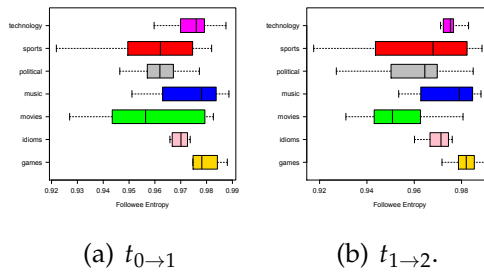 technology
sports
political
music
movies
idioms
games
0.92 0.93 0.94 0.95 0.96 0.97 0.98 0.99
Followee Entropy
(a) t0→1
technology
sports
political
music
movies
idioms
games
0.92 0.94 0.96 0.98
Followee Entropy
(b) t1→2.